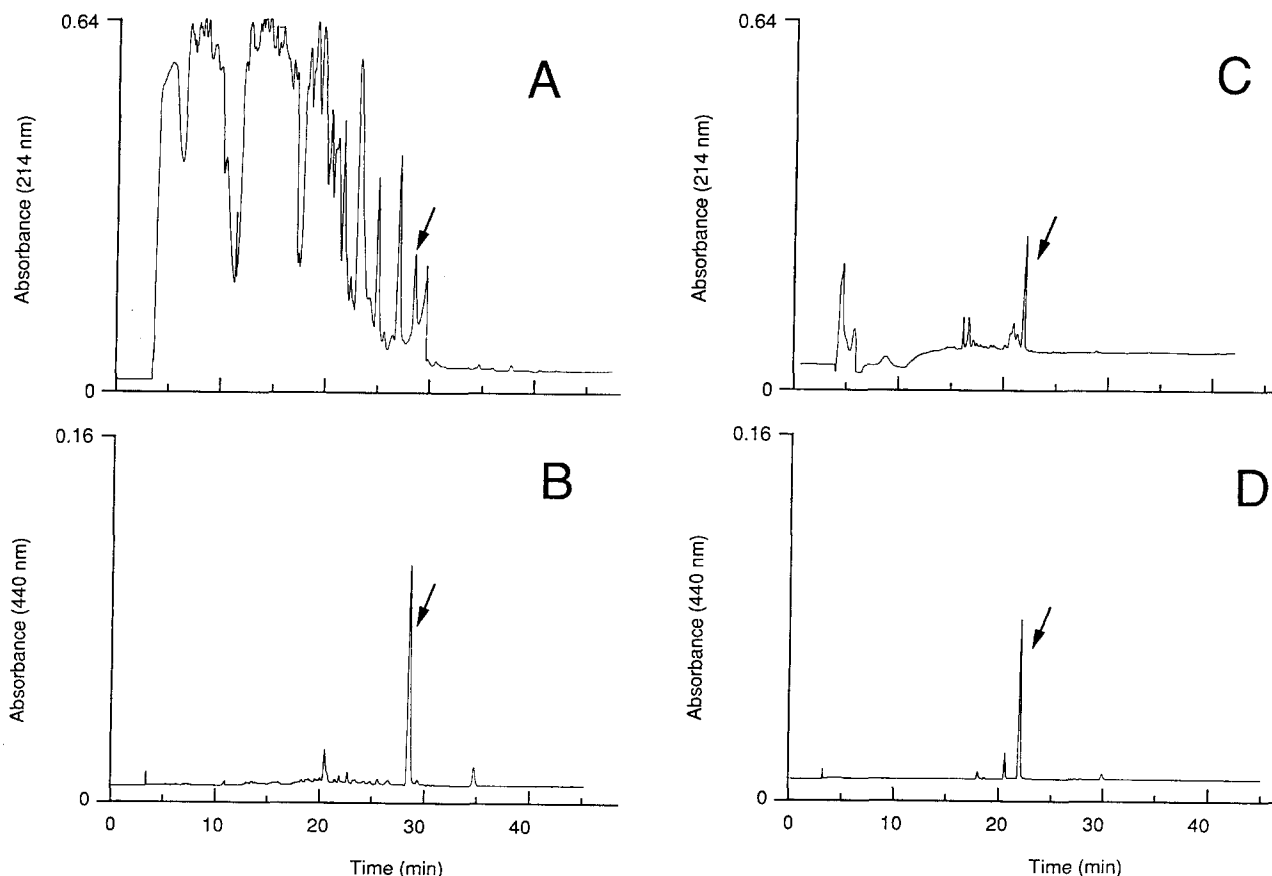 0.64
A
Absorbance (214 nm)
0
0.16
B
Absorbance (440 nm)
0
0 10 20 30 40
Time (min)
0.64
C
Absorbance (214 nm)
0
0.16
D
Absorbance (440 nm)
0
0 10 20 30 40
Time (min)